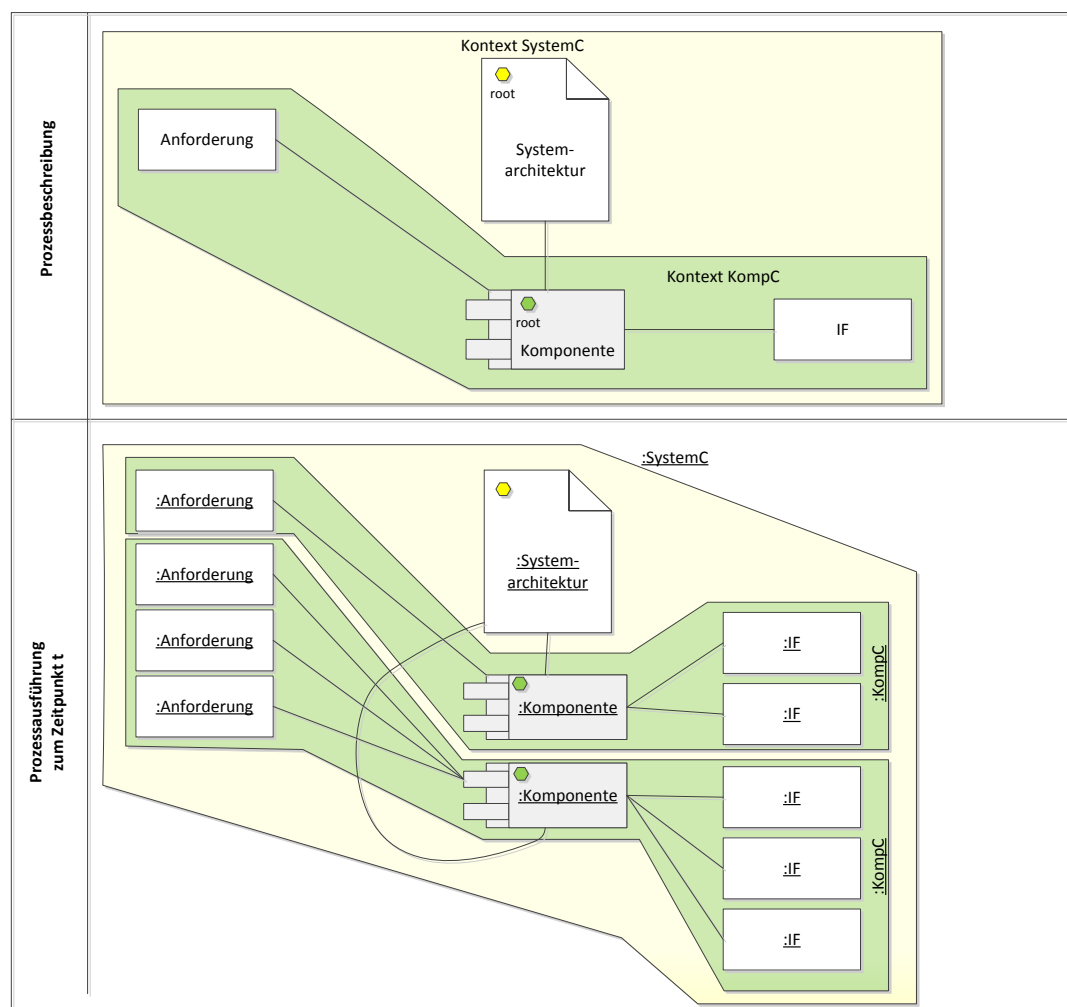 Prozessbeschreibung
Kontext SystemC
root
System-
architektur
Anforderung
Kontext KompC
root
Komponente
IF
Prozessausführung
zum Zeitpunkt t
:SystemC
:Anforderung
:Anforderung
:Anforderung
:Anforderung
:System-
architektur
:Komponente
:IF
:IF
:KompC
:Komponente
:IF
:IF
:IF
:KompC